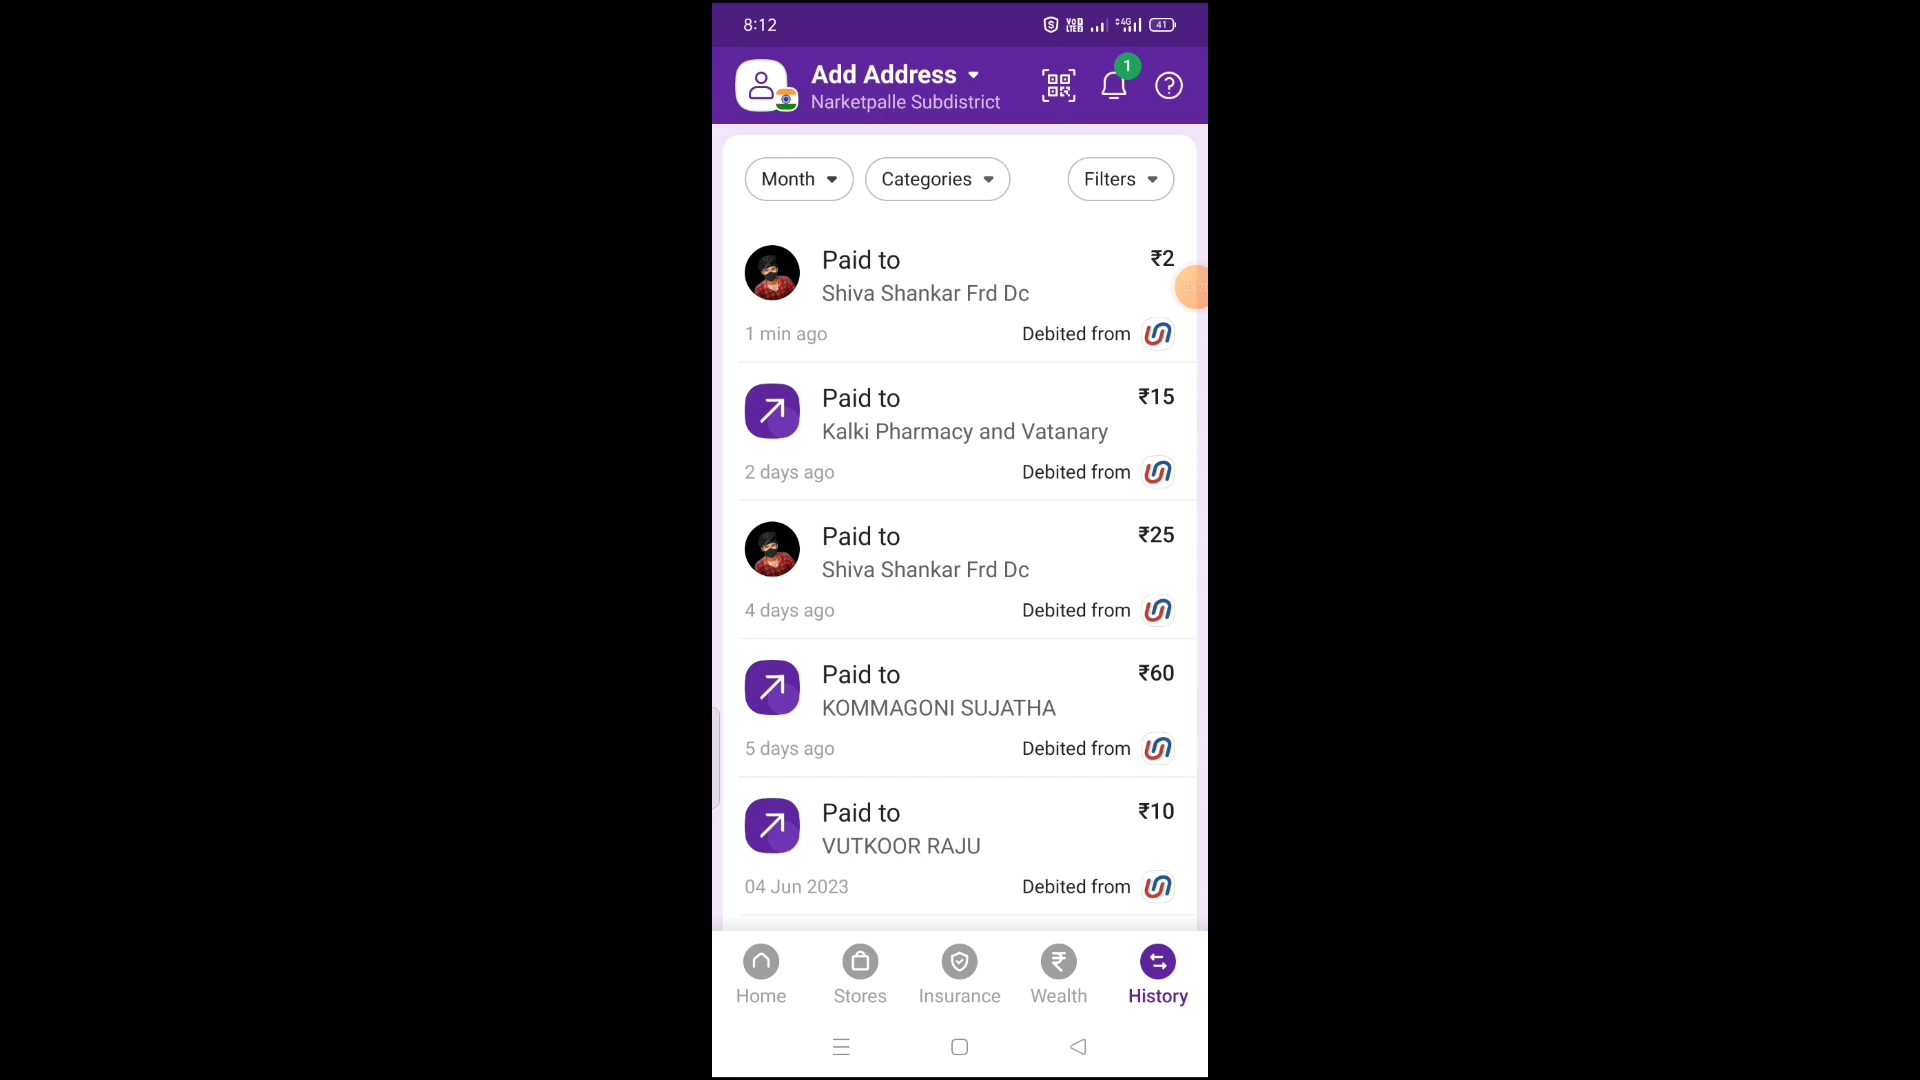 8:12
41
Add Address
1
Narketpalle Subdistrict
Month
Categories
Filters
Paid to
₹2
Shiva Shankar Frd Dc
1 min ago
Debited from
Paid to
₹15
Kalki Pharmacy and Vatanary
2 days ago
Debited from
Paid to
₹25
Shiva Shankar Frd Dc
4 days ago
Debited from
Paid to
₹60
KOMMAGONI SUJATHA
5 days ago
Debited from
Paid to
₹10
VUTKOOR RAJU
04 Jun 2023
Debited from
Home
Stores
Insurance
Wealth
History